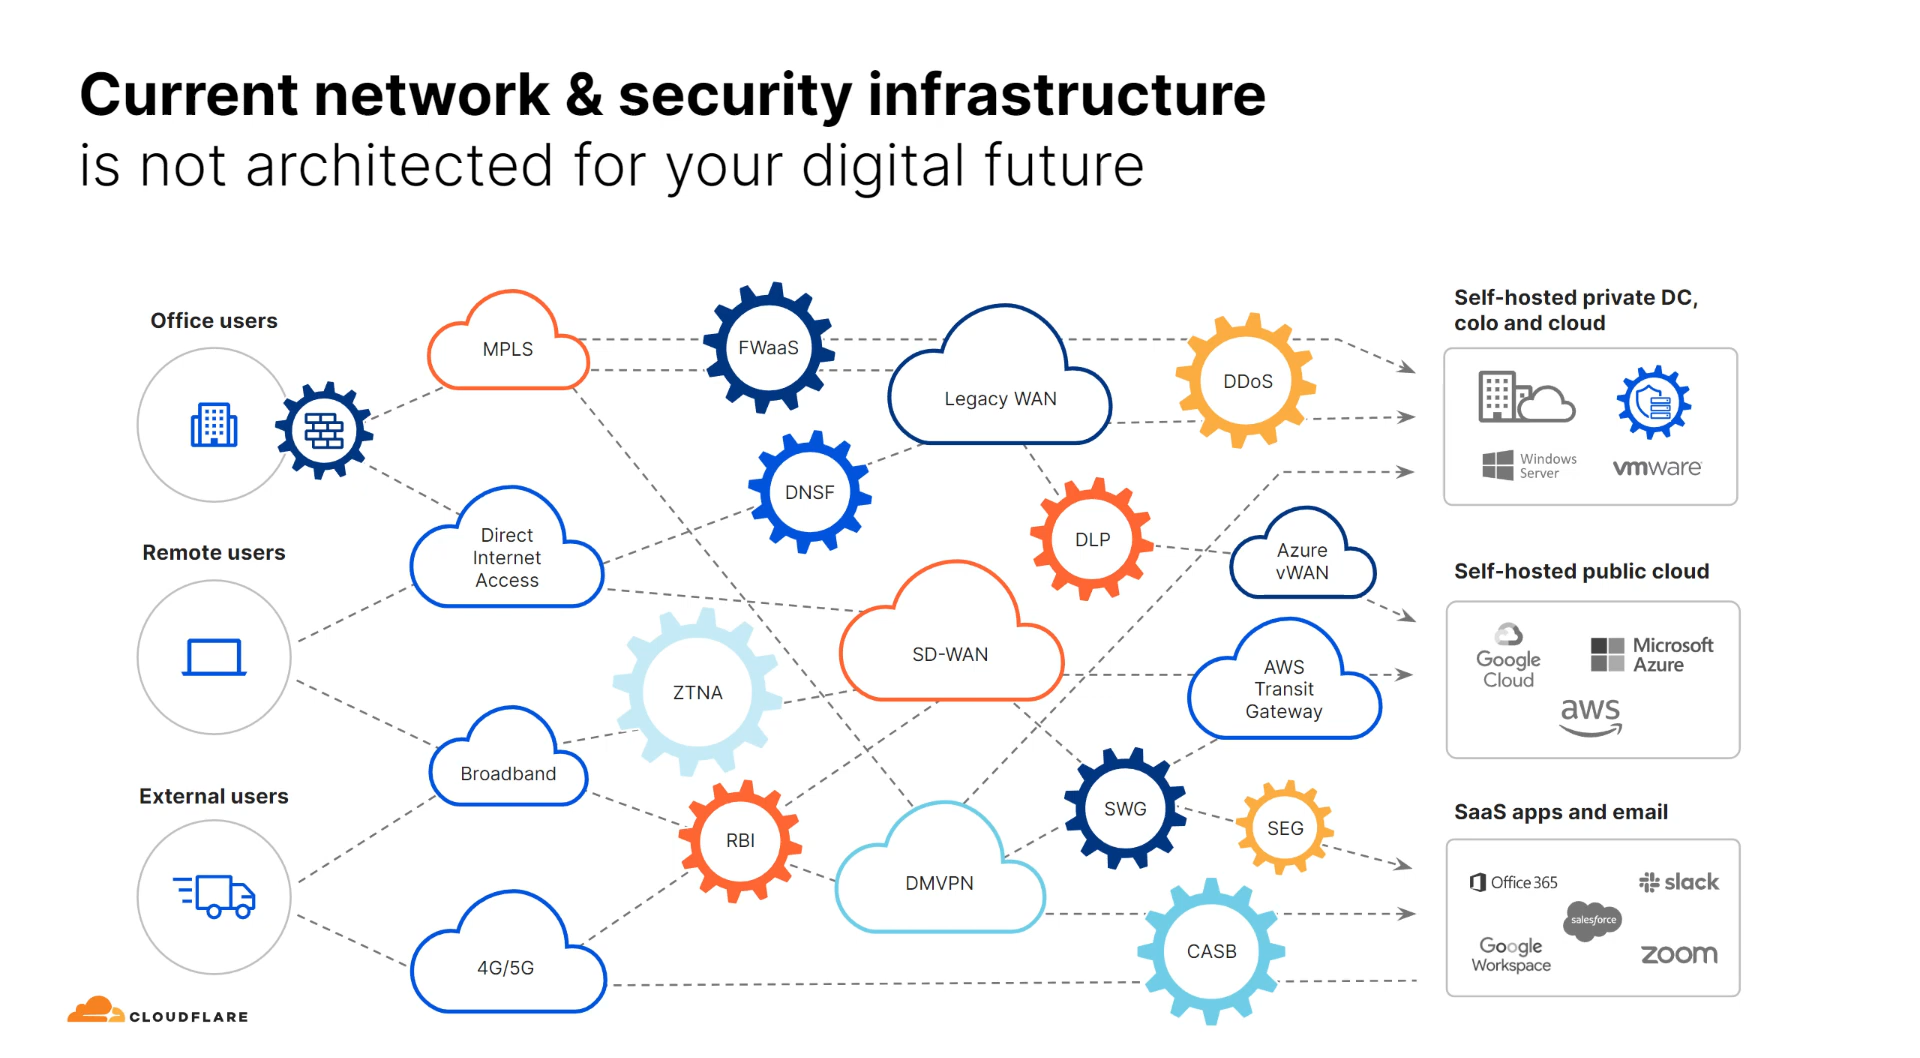 Current network & security infrastructure
is not architected for your digital future
Office users
Remote users
External users
MPLS
Direct
Internet
Access
Broadband
4G/5G
FWaaS
DNSF
ZTNA
RBI
Legacy WAN
SD-WAN
DMVPN
DLP
SWG
DDoS
Azure
vWAN
AWS
Transit
Gateway
SEG
CASB
Self-hosted private DC,
colo and cloud
Windows
Server
vmware
Self-hosted public cloud
Google
Cloud
Microsoft
Azure
aws
SaaS apps and email
Office 365
slack
salesforce
Google
Workspace
zoom
CLOUDFLARE